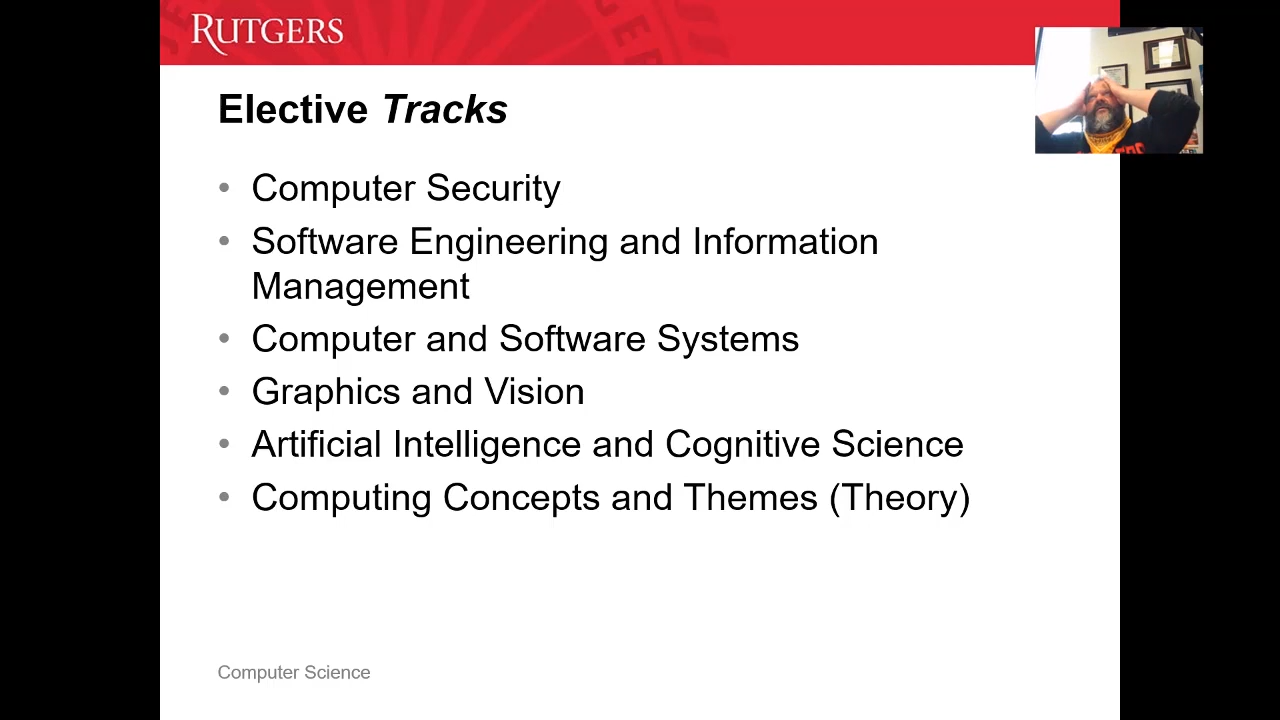 RUTGERS
Elective Tracks
• Computer Security
• Software Engineering and Information
Management
• Computer and Software Systems
• Graphics and Vision
• Artificial Intelligence and Cognitive Science
• Computing Concepts and Themes (Theory)
Computer Science